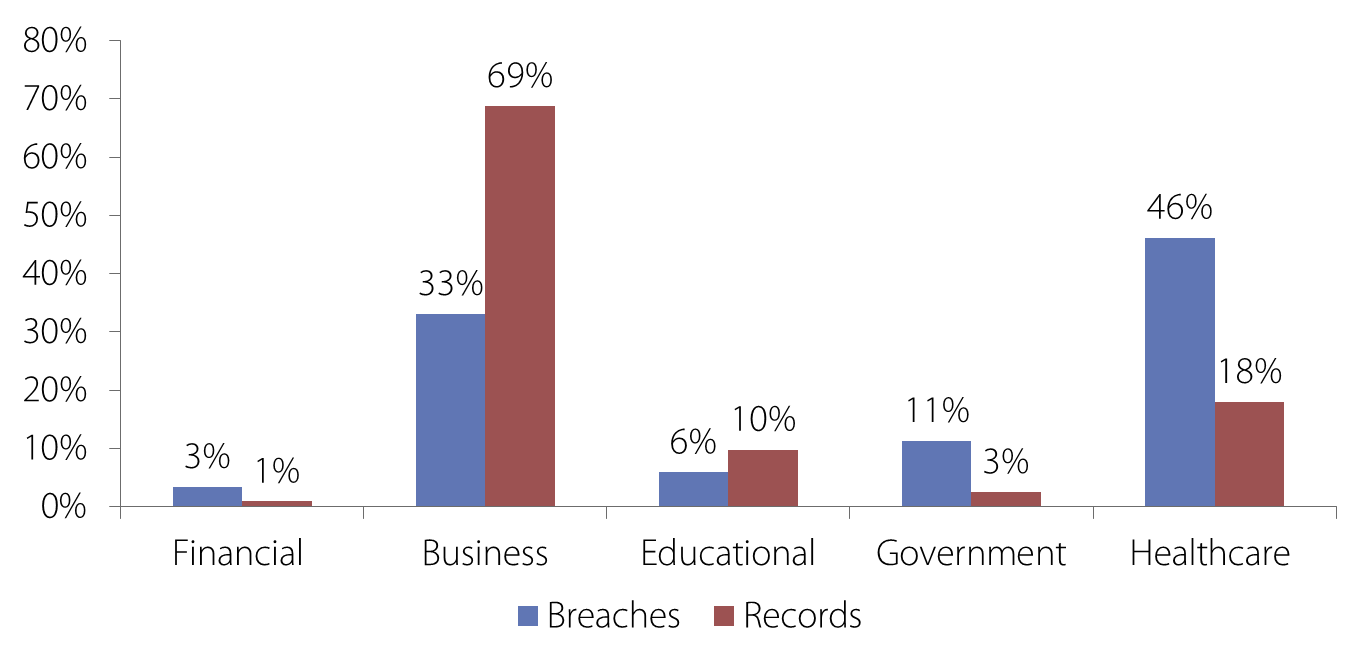 80%
70%
60%
50%
40%
30%
20%
10%
0%
3%
1%
33%
69%
6%
10%
11%
3%
46%
18%
Financial
Business
Educational
Government
Healthcare
Breaches
Records